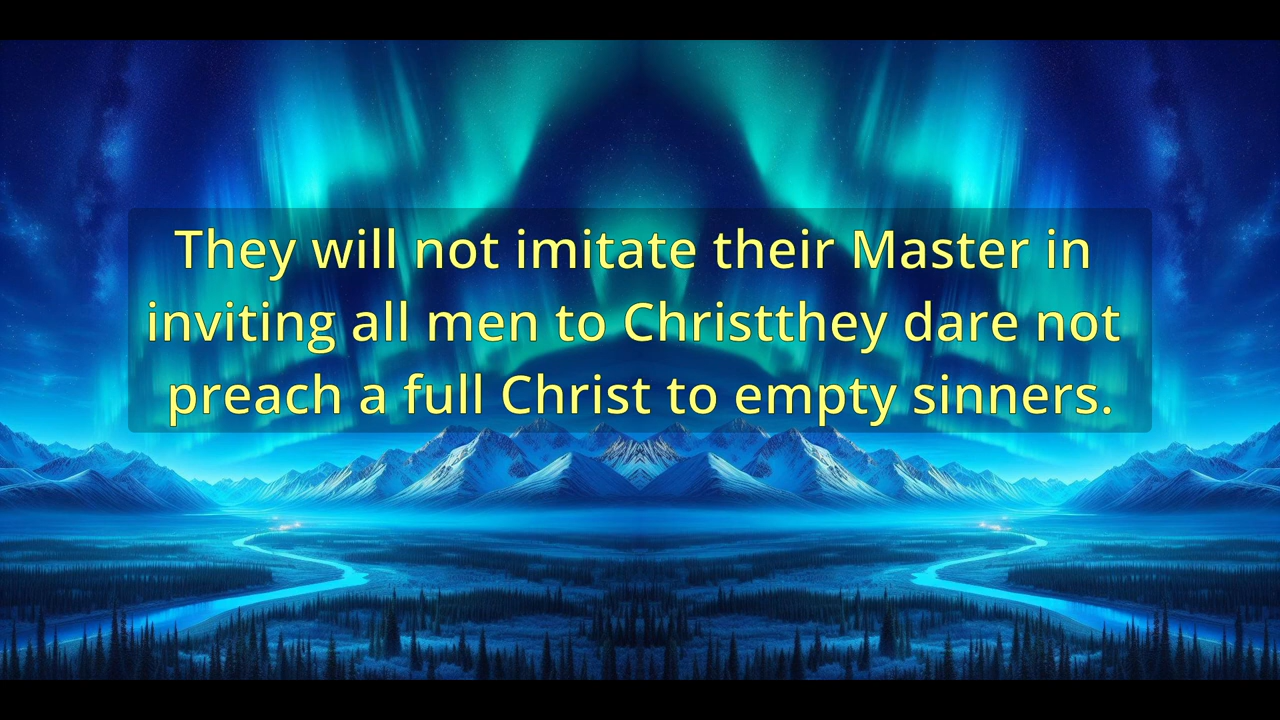 They will not imitate their Master in
inviting all men to Christthey dare not
preach a full Christ to empty sinners.